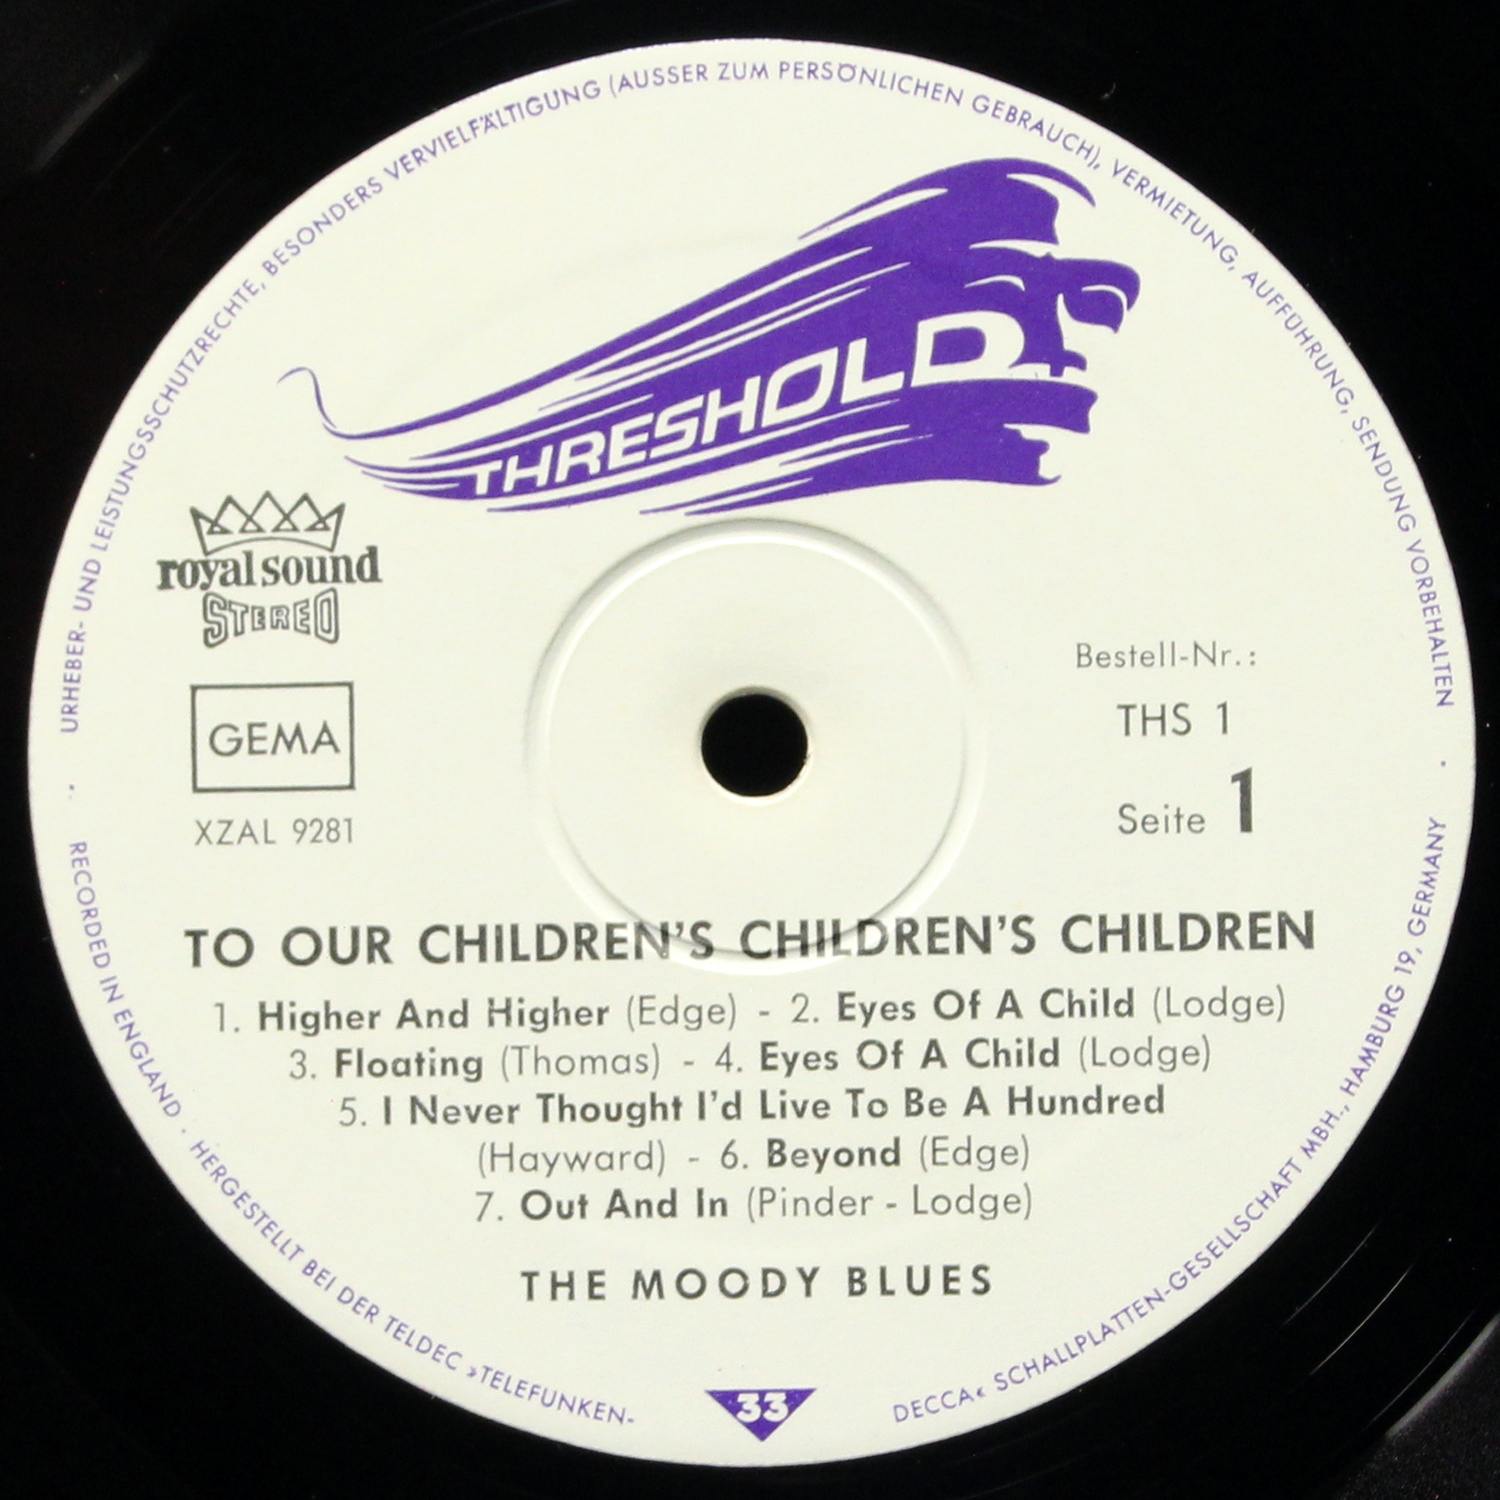 URHEBER- UND LEISTUNGSSCHUTZRECHTE, BESONDERS VERVIELFÄLTIGUNG (AUSSER ZUM PERSÖNLICHEN GEBRAUCH), VERMIETUNG, AUFFÜHRUNG, SENDUNG VORBEHALTEN
THRESHOLD
royal sound
STEREO
GEMA
XZAL 9281
Bestell-Nr.:
THS 1
Seite 1
TO OUR CHILDREN'S CHILDREN'S CHILDREN
1. Higher And Higher (Edge) - 2. Eyes Of A Child (Lodge)
3. Floating (Thomas) - 4. Eyes Of A Child (Lodge)
5. I Never Thought I'd Live To Be A Hundred
(Hayward) - 6. Beyond (Edge)
7. Out And In (Pinder - Lodge)
THE MOODY BLUES
33
RECORDED IN ENGLAND · HERGESTELLT BEI DER TELDEC »TELEFUNKEN-DECCA« SCHALLPLATTEN-GESELLSCHAFT MBH., HAMBURG 19, GERMANY